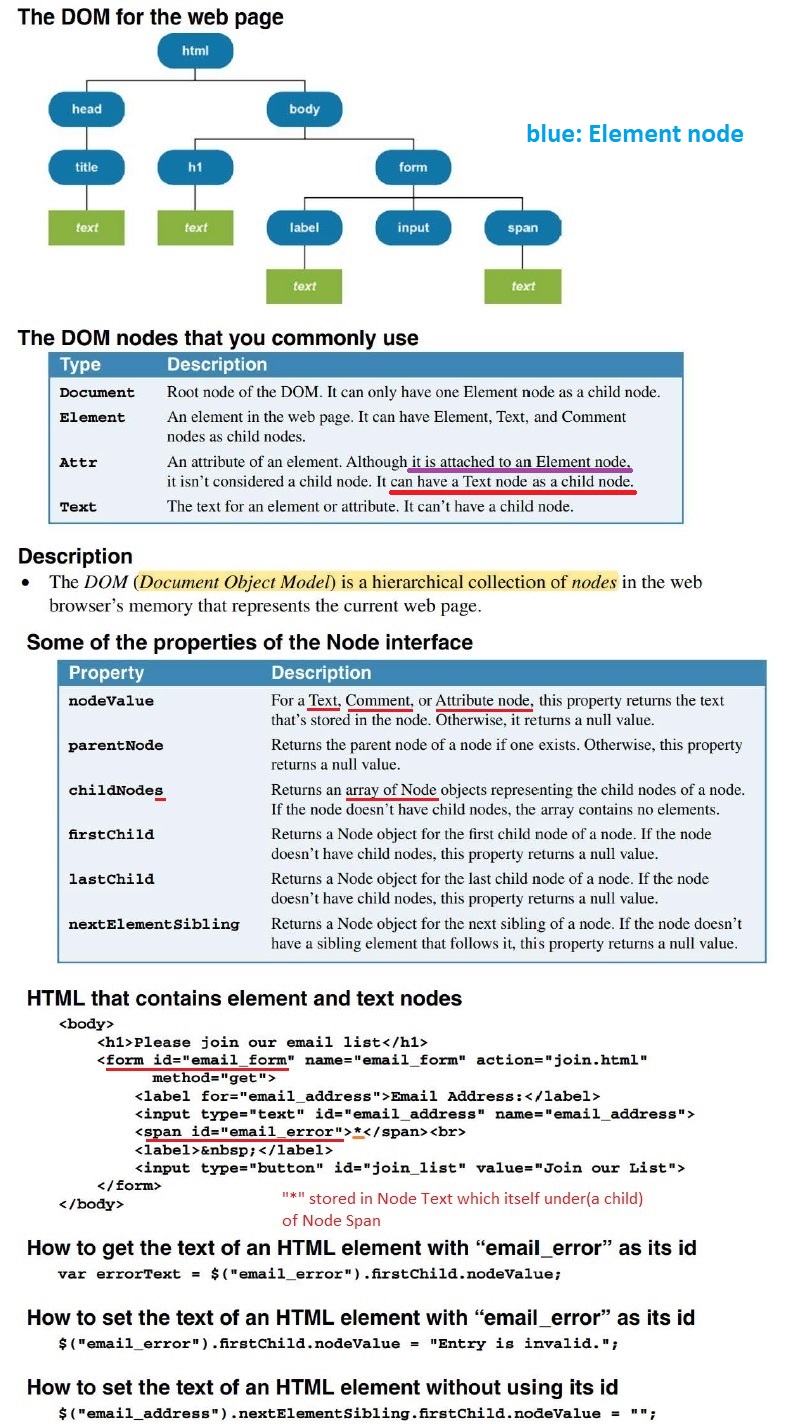 The DOM for the web page
html
head
body
blue: Element node
title
h1
form
text
text
label
input
span
text
text
The DOM nodes that you commonly use
Type Description
Document Root node of the DOM. It can only have one Element node as a child node.
Element An element in the web page. It can have Element, Text, and Comment
nodes as child nodes.
Attr An attribute of an element. Although it is attached to an Element node,
it isn't considered a child node. It can have a Text node as a child node.
Text The text for an element or attribute. It can't have a child node.
Description
• The DOM (Document Object Model) is a hierarchical collection of nodes in the web
browser's memory that represents the current web page.
Some of the properties of the Node interface
Property Description
nodeValue For a Text, Comment, or Attribute node, this property returns the text
that's stored in the node. Otherwise, it returns a null value.
parentNode Returns the parent node of a node if one exists. Otherwise, this property
returns a null value.
childNodes Returns an array of Node objects representing the child nodes of a node.
If the node doesn't have child nodes, the array contains no elements.
firstChild Returns a Node object for the first child node of a node. If the node
doesn't have child nodes, this property returns a null value.
lastChild Returns a Node object for the last child node of a node. If the node
doesn't have child nodes, this property returns a null value.
nextElementSibling Returns a Node object for the next sibling of a node. If the node doesn't
have a sibling element that follows it, this property returns a null value.
HTML that contains element and text nodes
<body>
<h1>Please join our email list</h1>
<form id="email_form" name="email_form" action="join.html"
method="get">
<label for="email_address">Email Address:</label>
<input type="text" id="email_address" name="email_address">
<span id="email_error">*</span><br>
<label>&nbsp;</label>
<input type="button" id="join_list" value="Join our List">
</form>
</body>
"*" stored in Node Text which itself under(a child)
of Node Span
How to get the text of an HTML element with “email_error” as its id
var errorText = $("email_error").firstChild.nodeValue;
How to set the text of an HTML element with “email_error” as its id
$("email_error").firstChild.nodeValue = "Entry is invalid.";
How to set the text of an HTML element without using its id
$("email_address").nextElementSibling.firstChild.nodeValue = "";